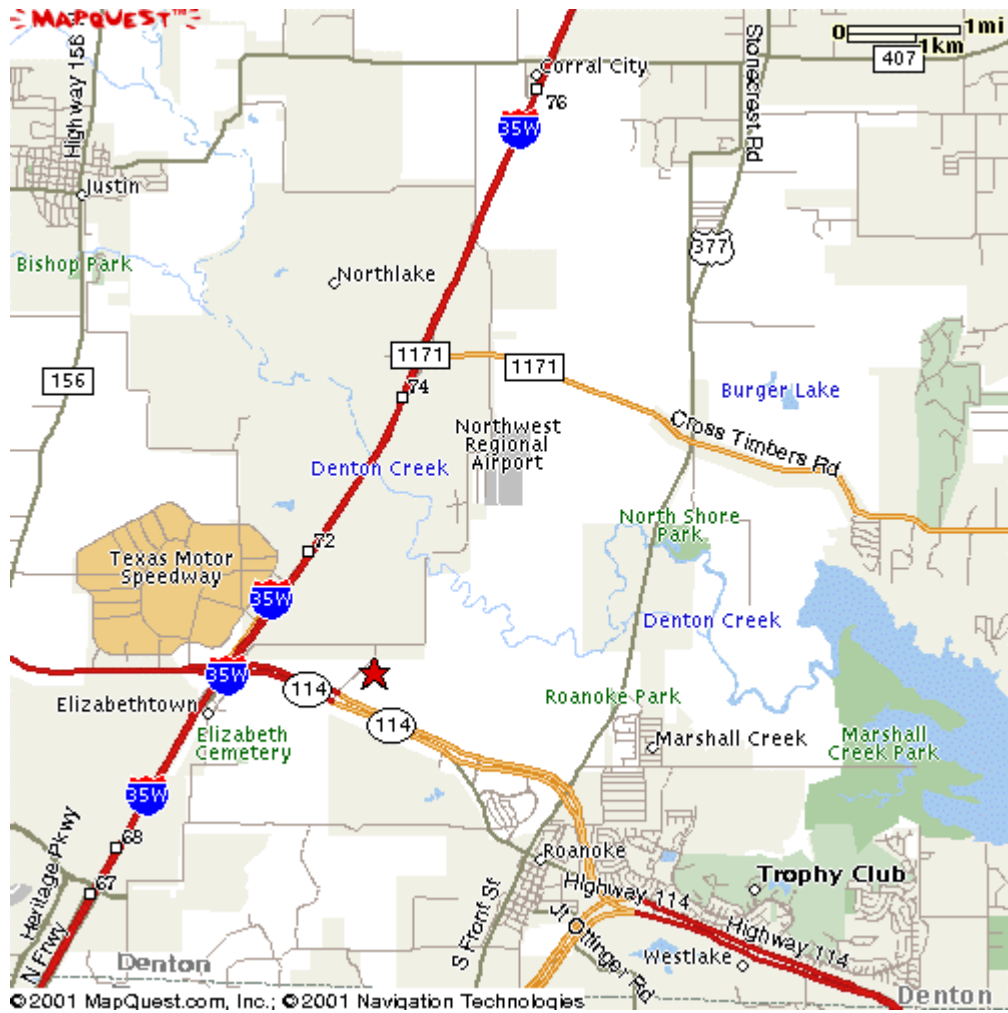 MAPQUEST™
0 1mi
1km
407
Highway 156
Stonecrest Rd
Corral City
76
35W
Justin
377
Bishop Park
Northlake
1171
1171
156
74
Burger Lake
Cross Timbers Rd
Northwest
Regional
Airport
Denton Creek
North Shore
Park
72
Texas Motor
Speedway
35W
Denton Creek
35W
114
Roanoke Park
Elizabethtown
114
Elizabeth
Cemetery
Marshall Creek
Marshall
Creek Park
35W
68
Roanoke
67
Heritage Pkwy
Trophy Club
Highway 114
N Frwy
S Front St
Jt Ottinger Rd
Highway 114
Denton
Westlake
Denton
©2001 MapQuest.com, Inc.; ©2001 Navigation Technologies